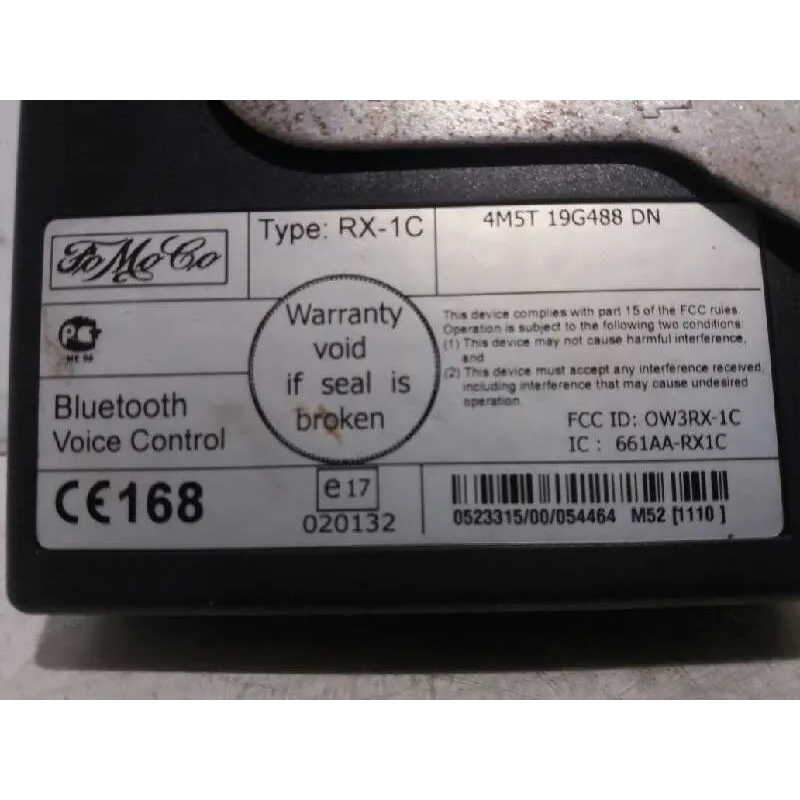 FoMoCo
Type: RX-1C
4M5T 19G488 DN
Warranty
void
if seal is
broken
This device complies with part 15 of the FCC rules.
Operation is subject to the following two conditions:
(1) This device may not cause harmful interference,
and
(2) This device must accept any interference received,
including interference that may cause undesired
operation.
FCC ID: OW3RX-1C
IC : 661AA-RX1C
Bluetooth
Voice Control
CE168
e17
020132
0523315/00/054464 M52 [1110 ]